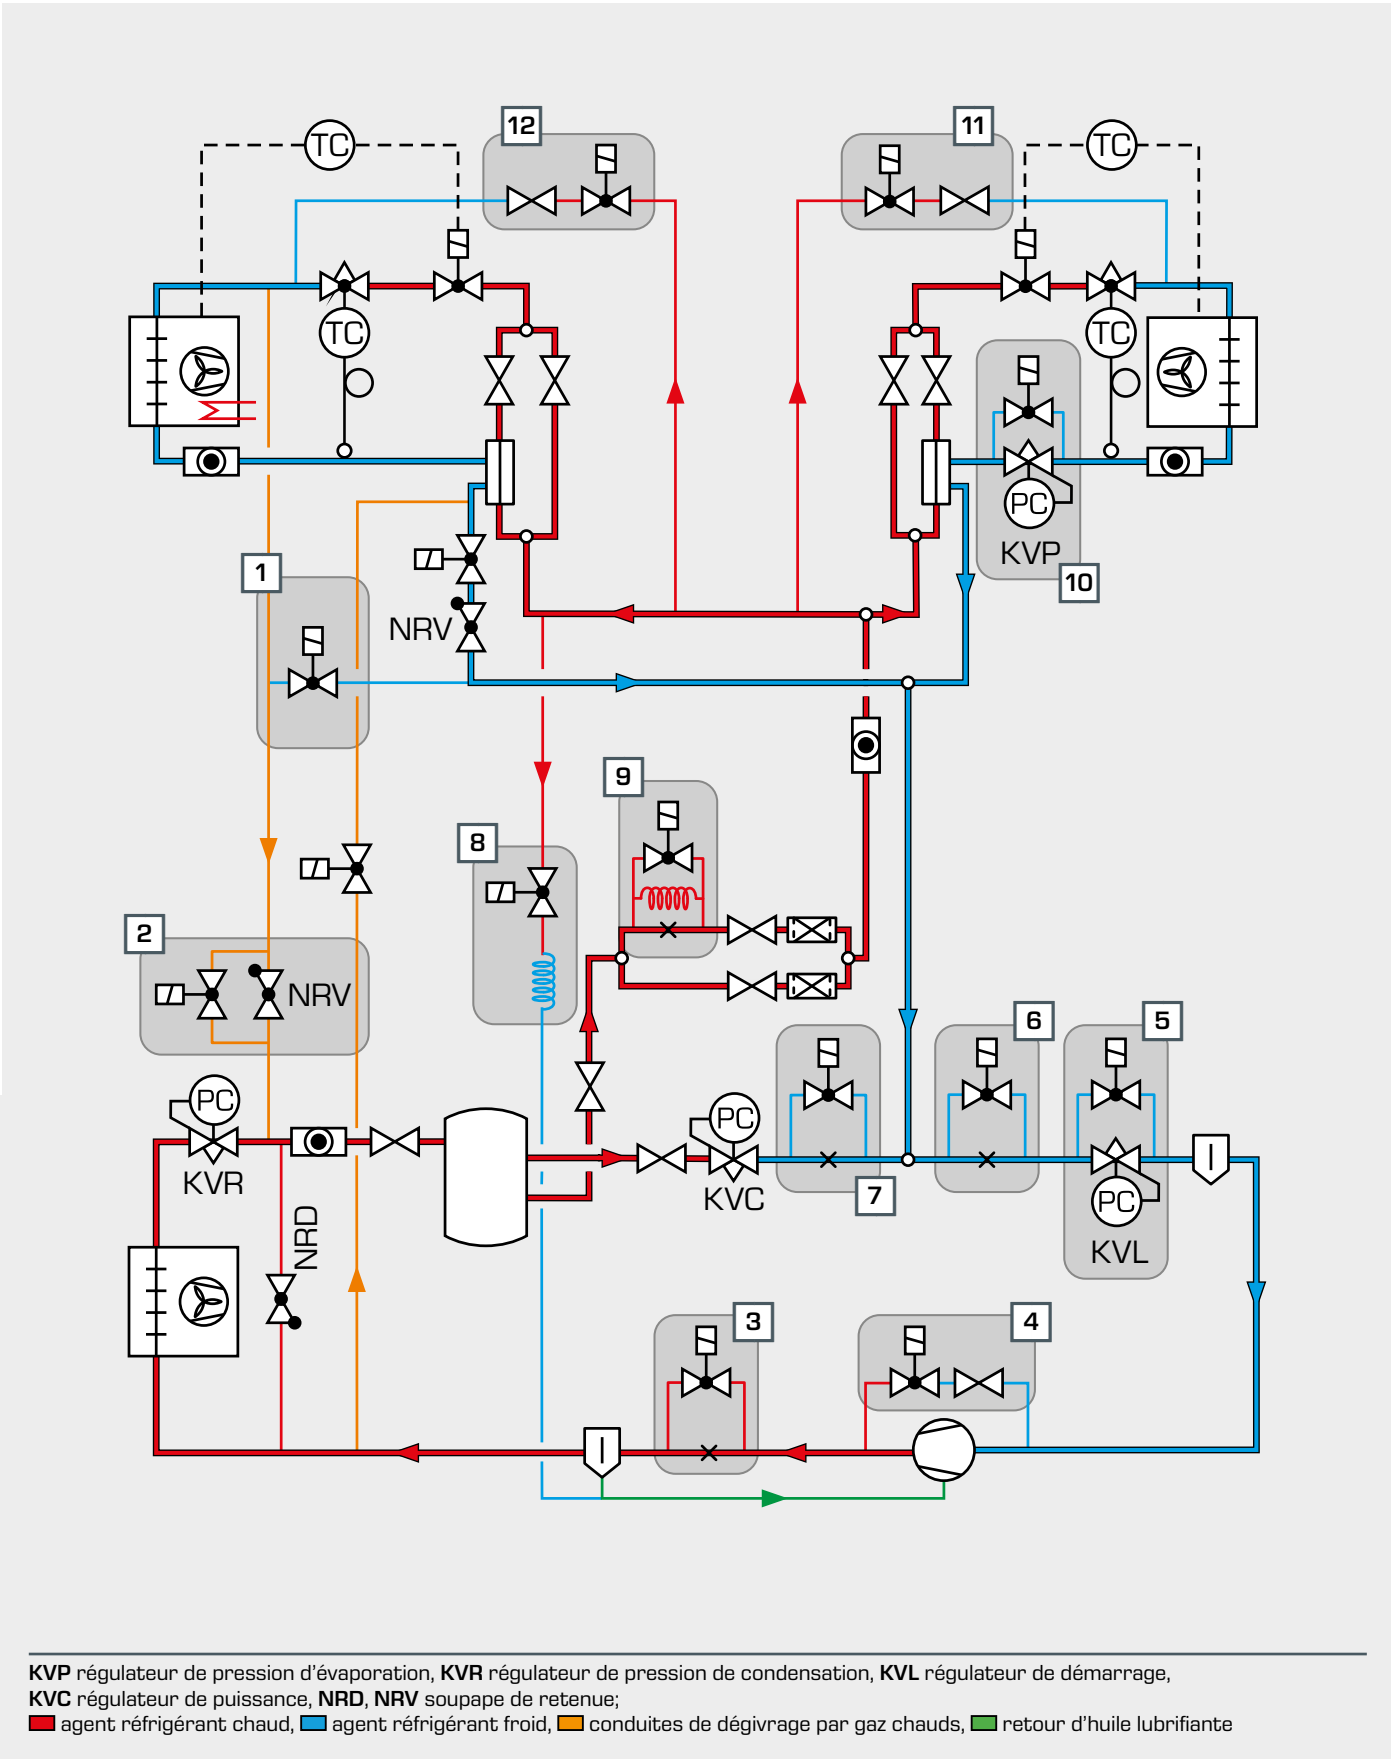 12
11
TC
TC
TC
TC
PC
KVP
10
1
NRV
9
8
2
NRV
6
5
PC
PC
KVR
KVC
7
PC
KVL
NRD
3
4
KVP régulateur de pression d'évaporation, KVR régulateur de pression de condensation, KVL régulateur de démarrage,
KVC régulateur de puissance, NRD, NRV soupape de retenue;
agent réfrigérant chaud, agent réfrigérant froid, conduites de dégivrage par gaz chauds, retour d'huile lubrifiante